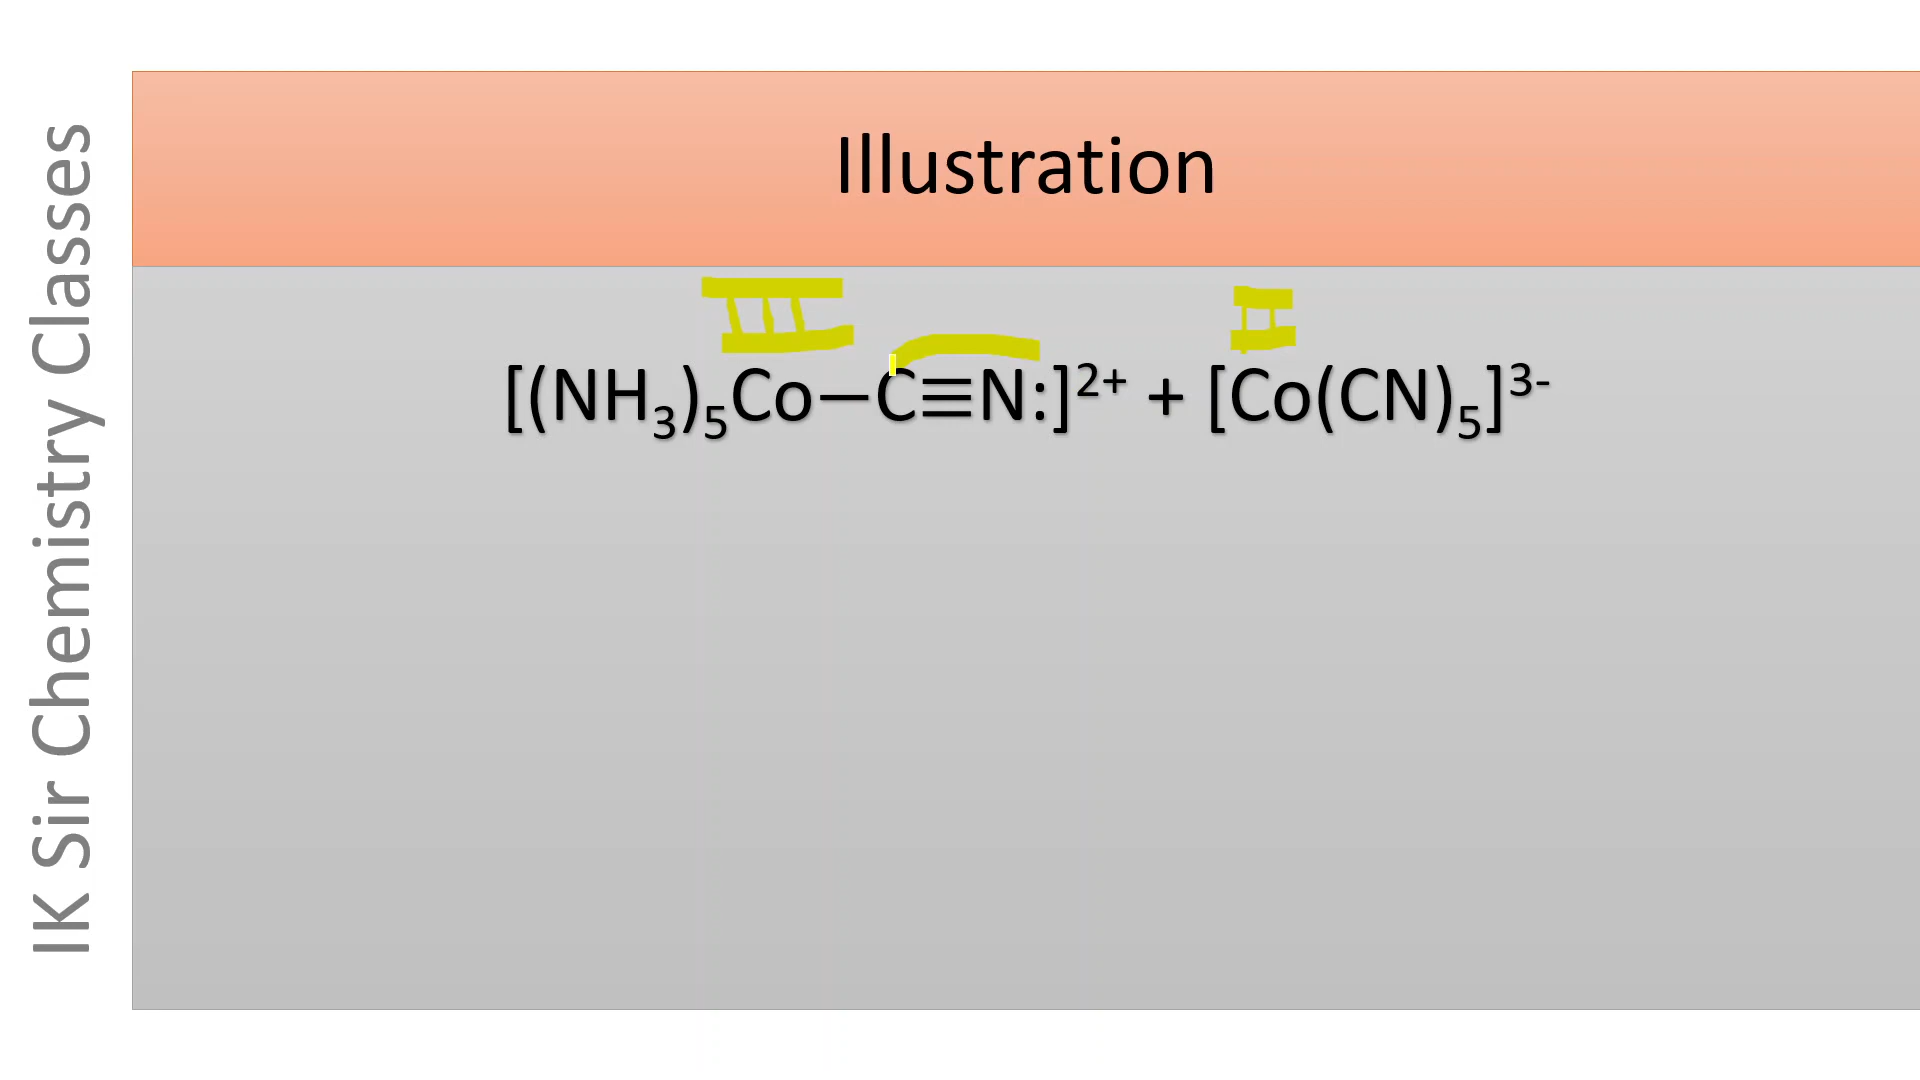 IK Sir Chemistry Classes
Illustration
III II
[(NH₃)₅Co−C≡N:]²⁺ + [Co(CN)₅]³⁻